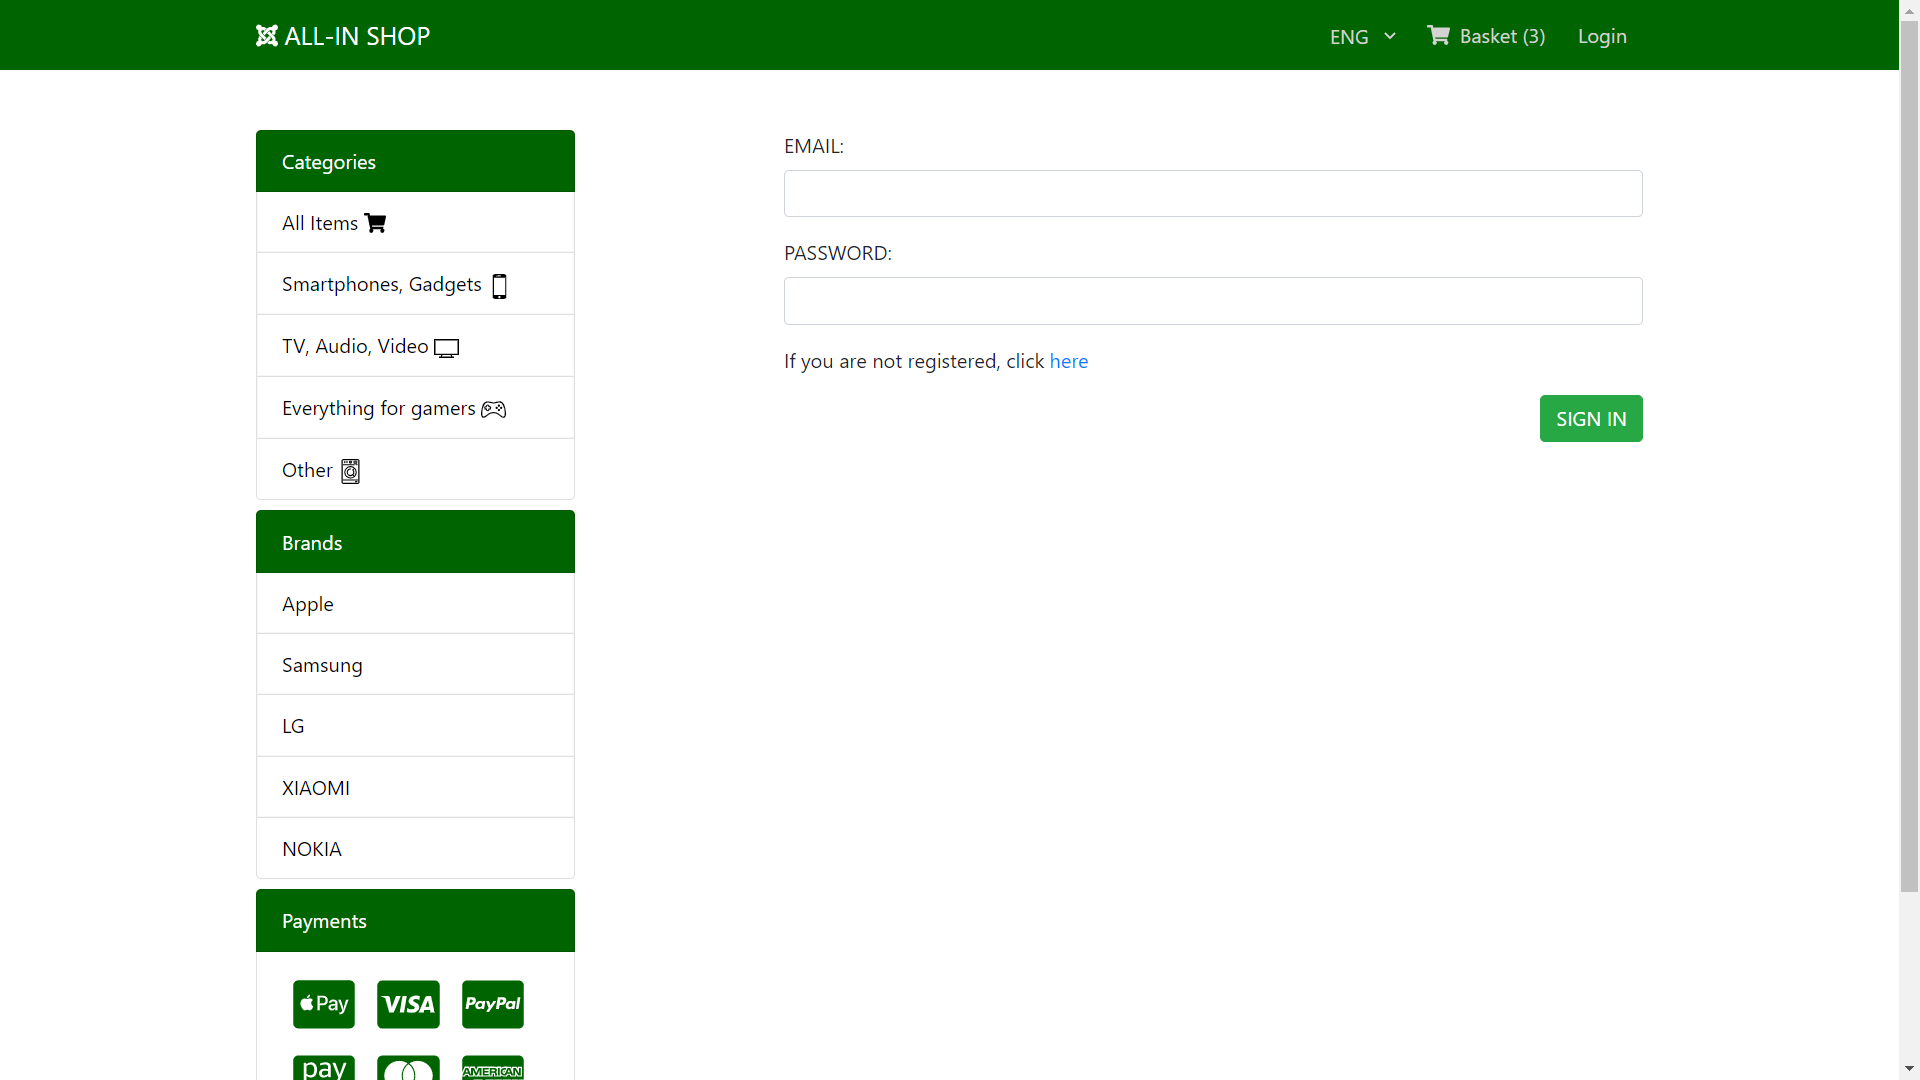 ALL-IN SHOP
ENG
Basket (3)
Login
Categories
All Items
Smartphones, Gadgets
TV, Audio, Video
Everything for gamers
Other
Brands
Apple
Samsung
LG
XIAOMI
NOKIA
Payments
Pay
VISA
PayPal
pay
AMERICAN
EMAIL:
PASSWORD:
If you are not registered, click here
SIGN IN